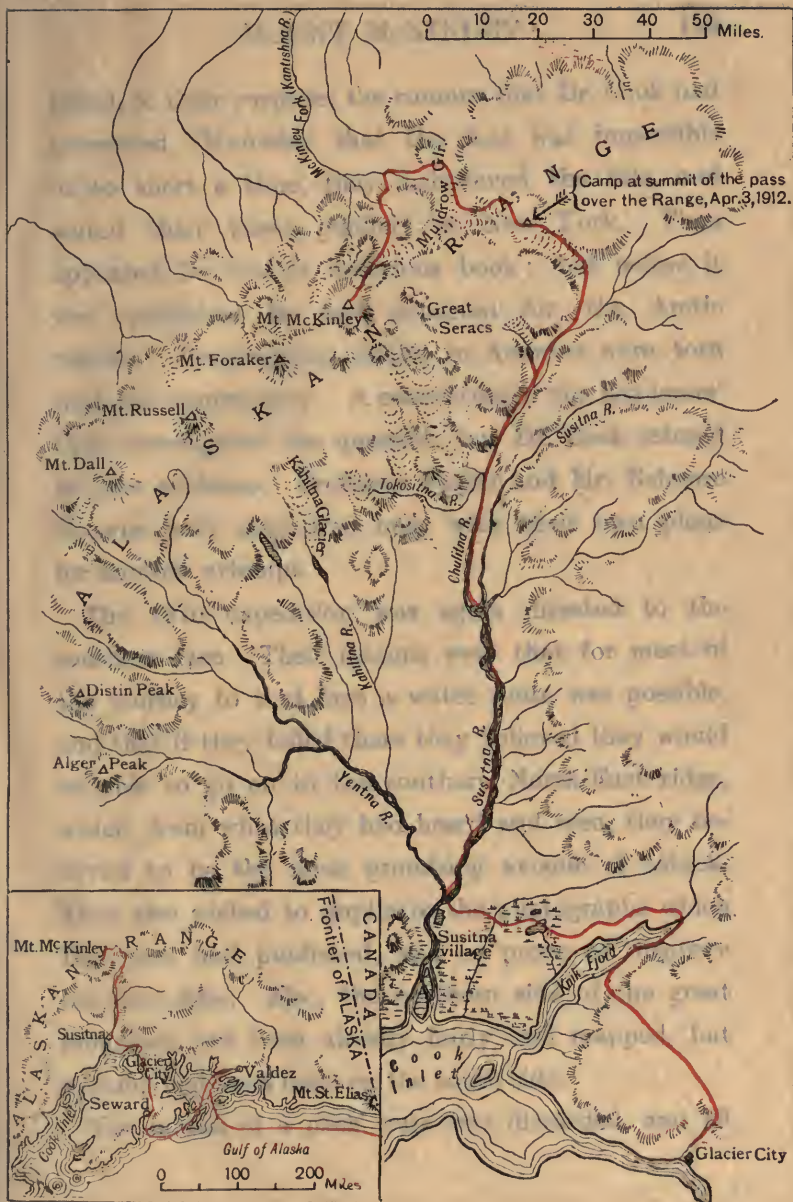 0 10 20 30 40 50 Miles.
McKinley Fork (Kantishna R.)
ALASKAN RANGE
Muldrow Glr.
Camp at summit of the pass
over the Range, Apr. 3, 1912.
Mt. McKinley
Great
Seracs
Mt. Foraker
Mt. Russell
Susitna R.
Mt. Dall
Tokositna R.
Kahiltna Glacier
Chulitna R.
Kahiltna R.
Distin Peak
Alger Peak
Yentna R.
Susitna R.
Susitna
village
Knik Fjord
Cook
Inlet
Glacier City
Mt. McKinley
ALASKAN RANGE
Frontier of ALASKA
CANADA
Susitna
Glacier
City
Valdez
Mt. St. Elias
Seward
Cook Inlet
Gulf of Alaska
0 100 200 Miles